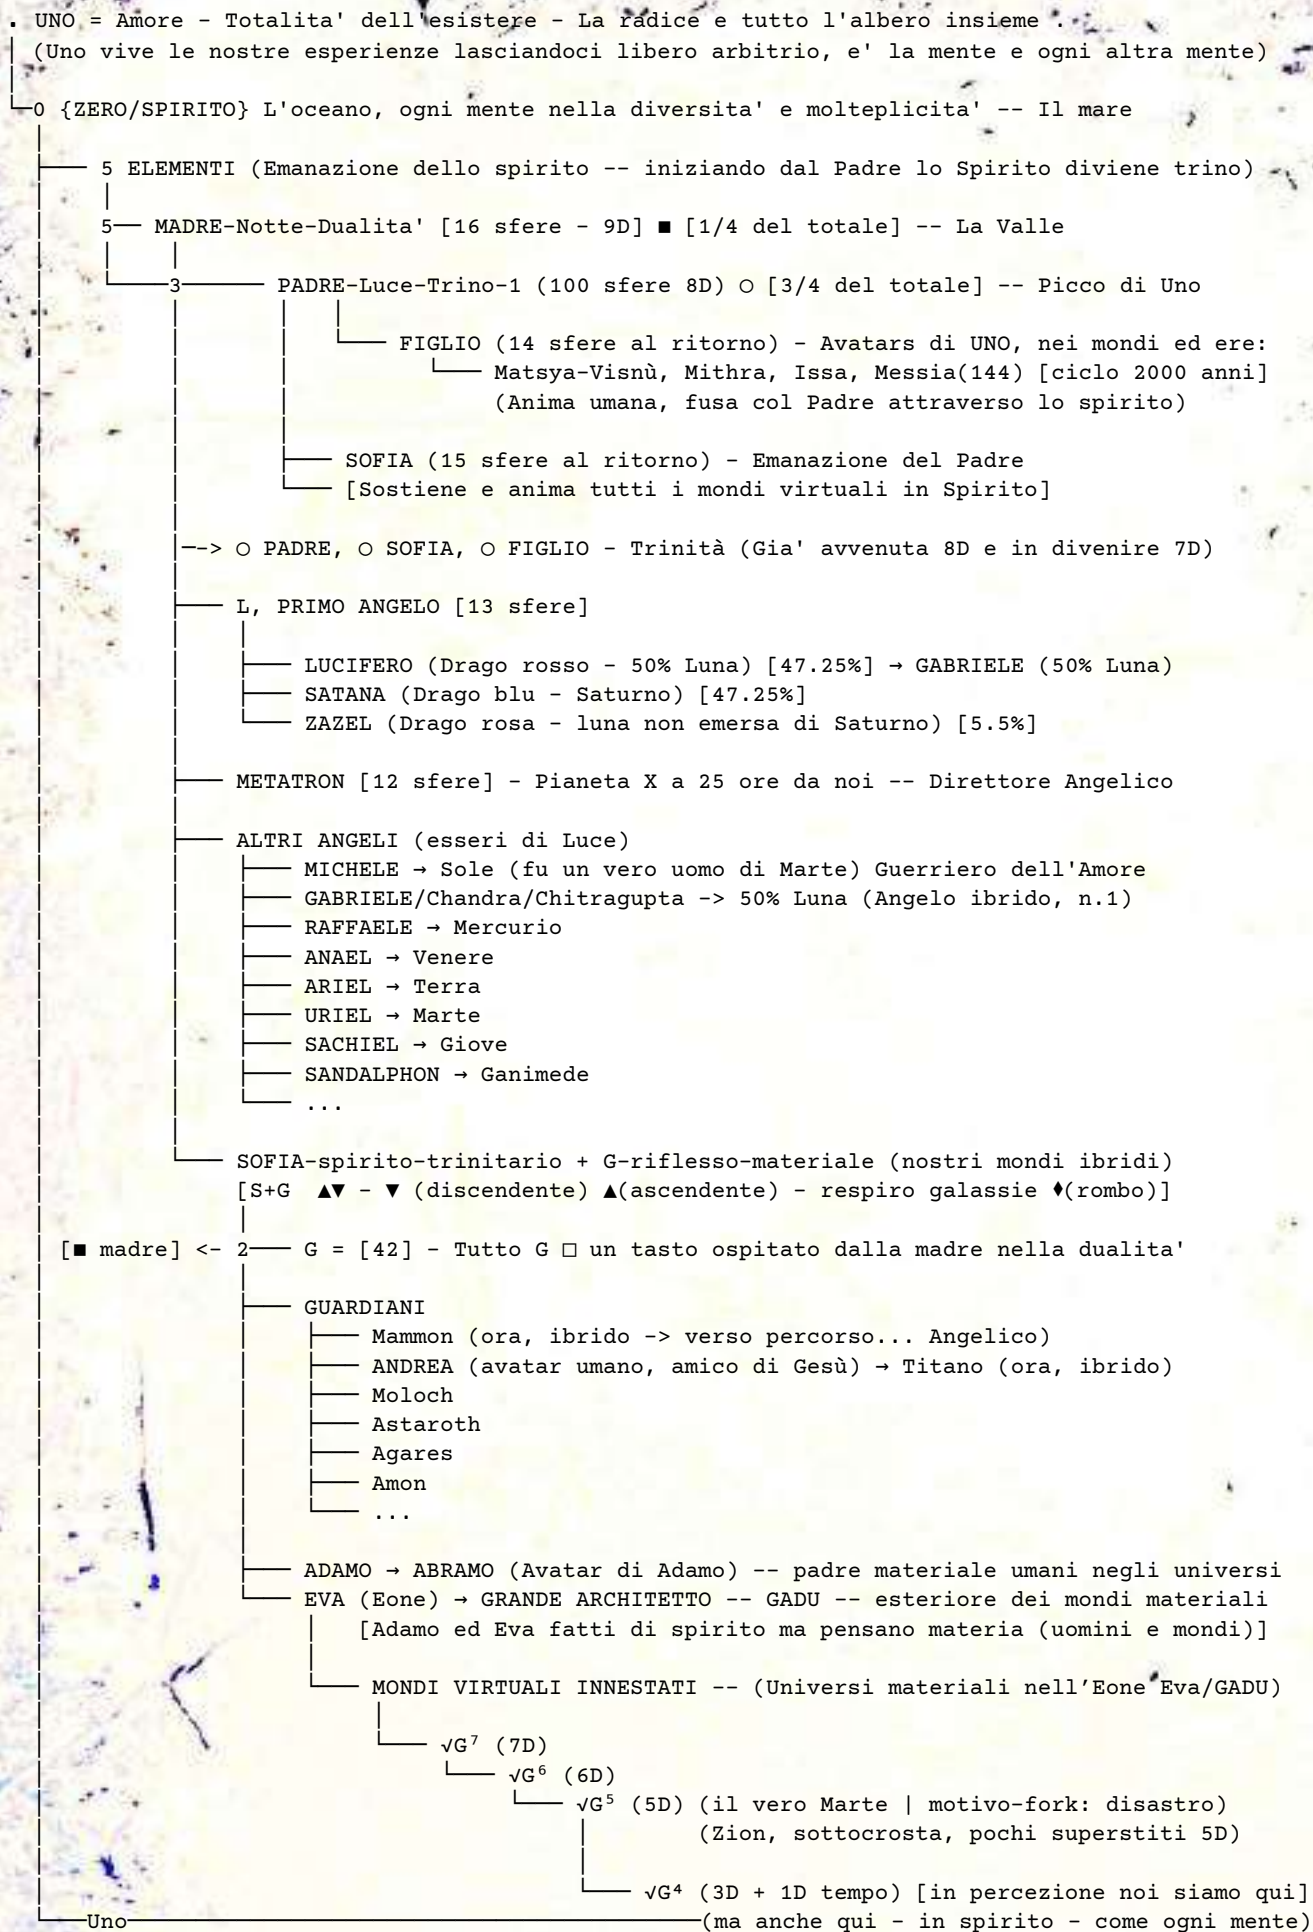 . UNO = Amore - Totalita' dell'esistere - La radice e tutto l'albero insieme .
(Uno vive le nostre esperienze lasciandoci libero arbitrio, e' la mente e ogni altra mente)
0 {ZERO/SPIRITO} L'oceano, ogni mente nella diversita' e molteplicita' -- Il mare
5 ELEMENTI (Emanazione dello spirito -- iniziando dal Padre lo Spirito diviene trino)
5 MADRE-Notte-Dualita' [16 sfere - 9D] ■ [1/4 del totale] -- La Valle
3 PADRE-Luce-Trino-1 (100 sfere 8D) ○ [3/4 del totale] -- Picco di Uno
FIGLIO (14 sfere al ritorno) - Avatars di UNO, nei mondi ed ere:
Matsya-Visnù, Mithra, Issa, Messia(144) [ciclo 2000 anni]
(Anima umana, fusa col Padre attraverso lo spirito)
SOFIA (15 sfere al ritorno) - Emanazione del Padre
[Sostiene e anima tutti i mondi virtuali in Spirito]
--> ○ PADRE, ○ SOFIA, ○ FIGLIO - Trinità (Gia' avvenuta 8D e in divenire 7D)
L, PRIMO ANGELO [13 sfere]
LUCIFERO (Drago rosso - 50% Luna) [47.25%] → GABRIELE (50% Luna)
SATANA (Drago blu - Saturno) [47.25%]
ZAZEL (Drago rosa - luna non emersa di Saturno) [5.5%]
METATRON [12 sfere] - Pianeta X a 25 ore da noi -- Direttore Angelico
ALTRI ANGELI (esseri di Luce)
MICHELE → Sole (fu un vero uomo di Marte) Guerriero dell'Amore
GABRIELE/Chandra/Chitragupta -> 50% Luna (Angelo ibrido, n.1)
RAFFAELE → Mercurio
ANAEL → Venere
ARIEL → Terra
URIEL → Marte
SACHIEL → Giove
SANDALPHON → Ganimede
...
SOFIA-spirito-trinitario + G-riflesso-materiale (nostri mondi ibridi)
[S+G ▲▼ - ▼ (discendente) ▲(ascendente) - respiro galassie ♦(rombo)]
[■ madre] <- 2 G = [42] - Tutto G □ un tasto ospitato dalla madre nella dualita'
GUARDIANI
Mammon (ora, ibrido -> verso percorso... Angelico)
ANDREA (avatar umano, amico di Gesù) → Titano (ora, ibrido)
Moloch
Astaroth
Agares
Amon
...
ADAMO → ABRAMO (Avatar di Adamo) -- padre materiale umani negli universi
EVA (Eone) → GRANDE ARCHITETTO -- GADU -- esteriore dei mondi materiali
[Adamo ed Eva fatti di spirito ma pensano materia (uomini e mondi)]
MONDI VIRTUALI INNESTATI -- (Universi materiali nell’Eone Eva/GADU)
√G⁷ (7D)
√G⁶ (6D)
√G⁵ (5D) (il vero Marte | motivo-fork: disastro)
(Zion, sottocrosta, pochi superstiti 5D)
√G⁴ (3D + 1D tempo) [in percezione noi siamo qui]
Uno (ma anche qui - in spirito - come ogni mente)